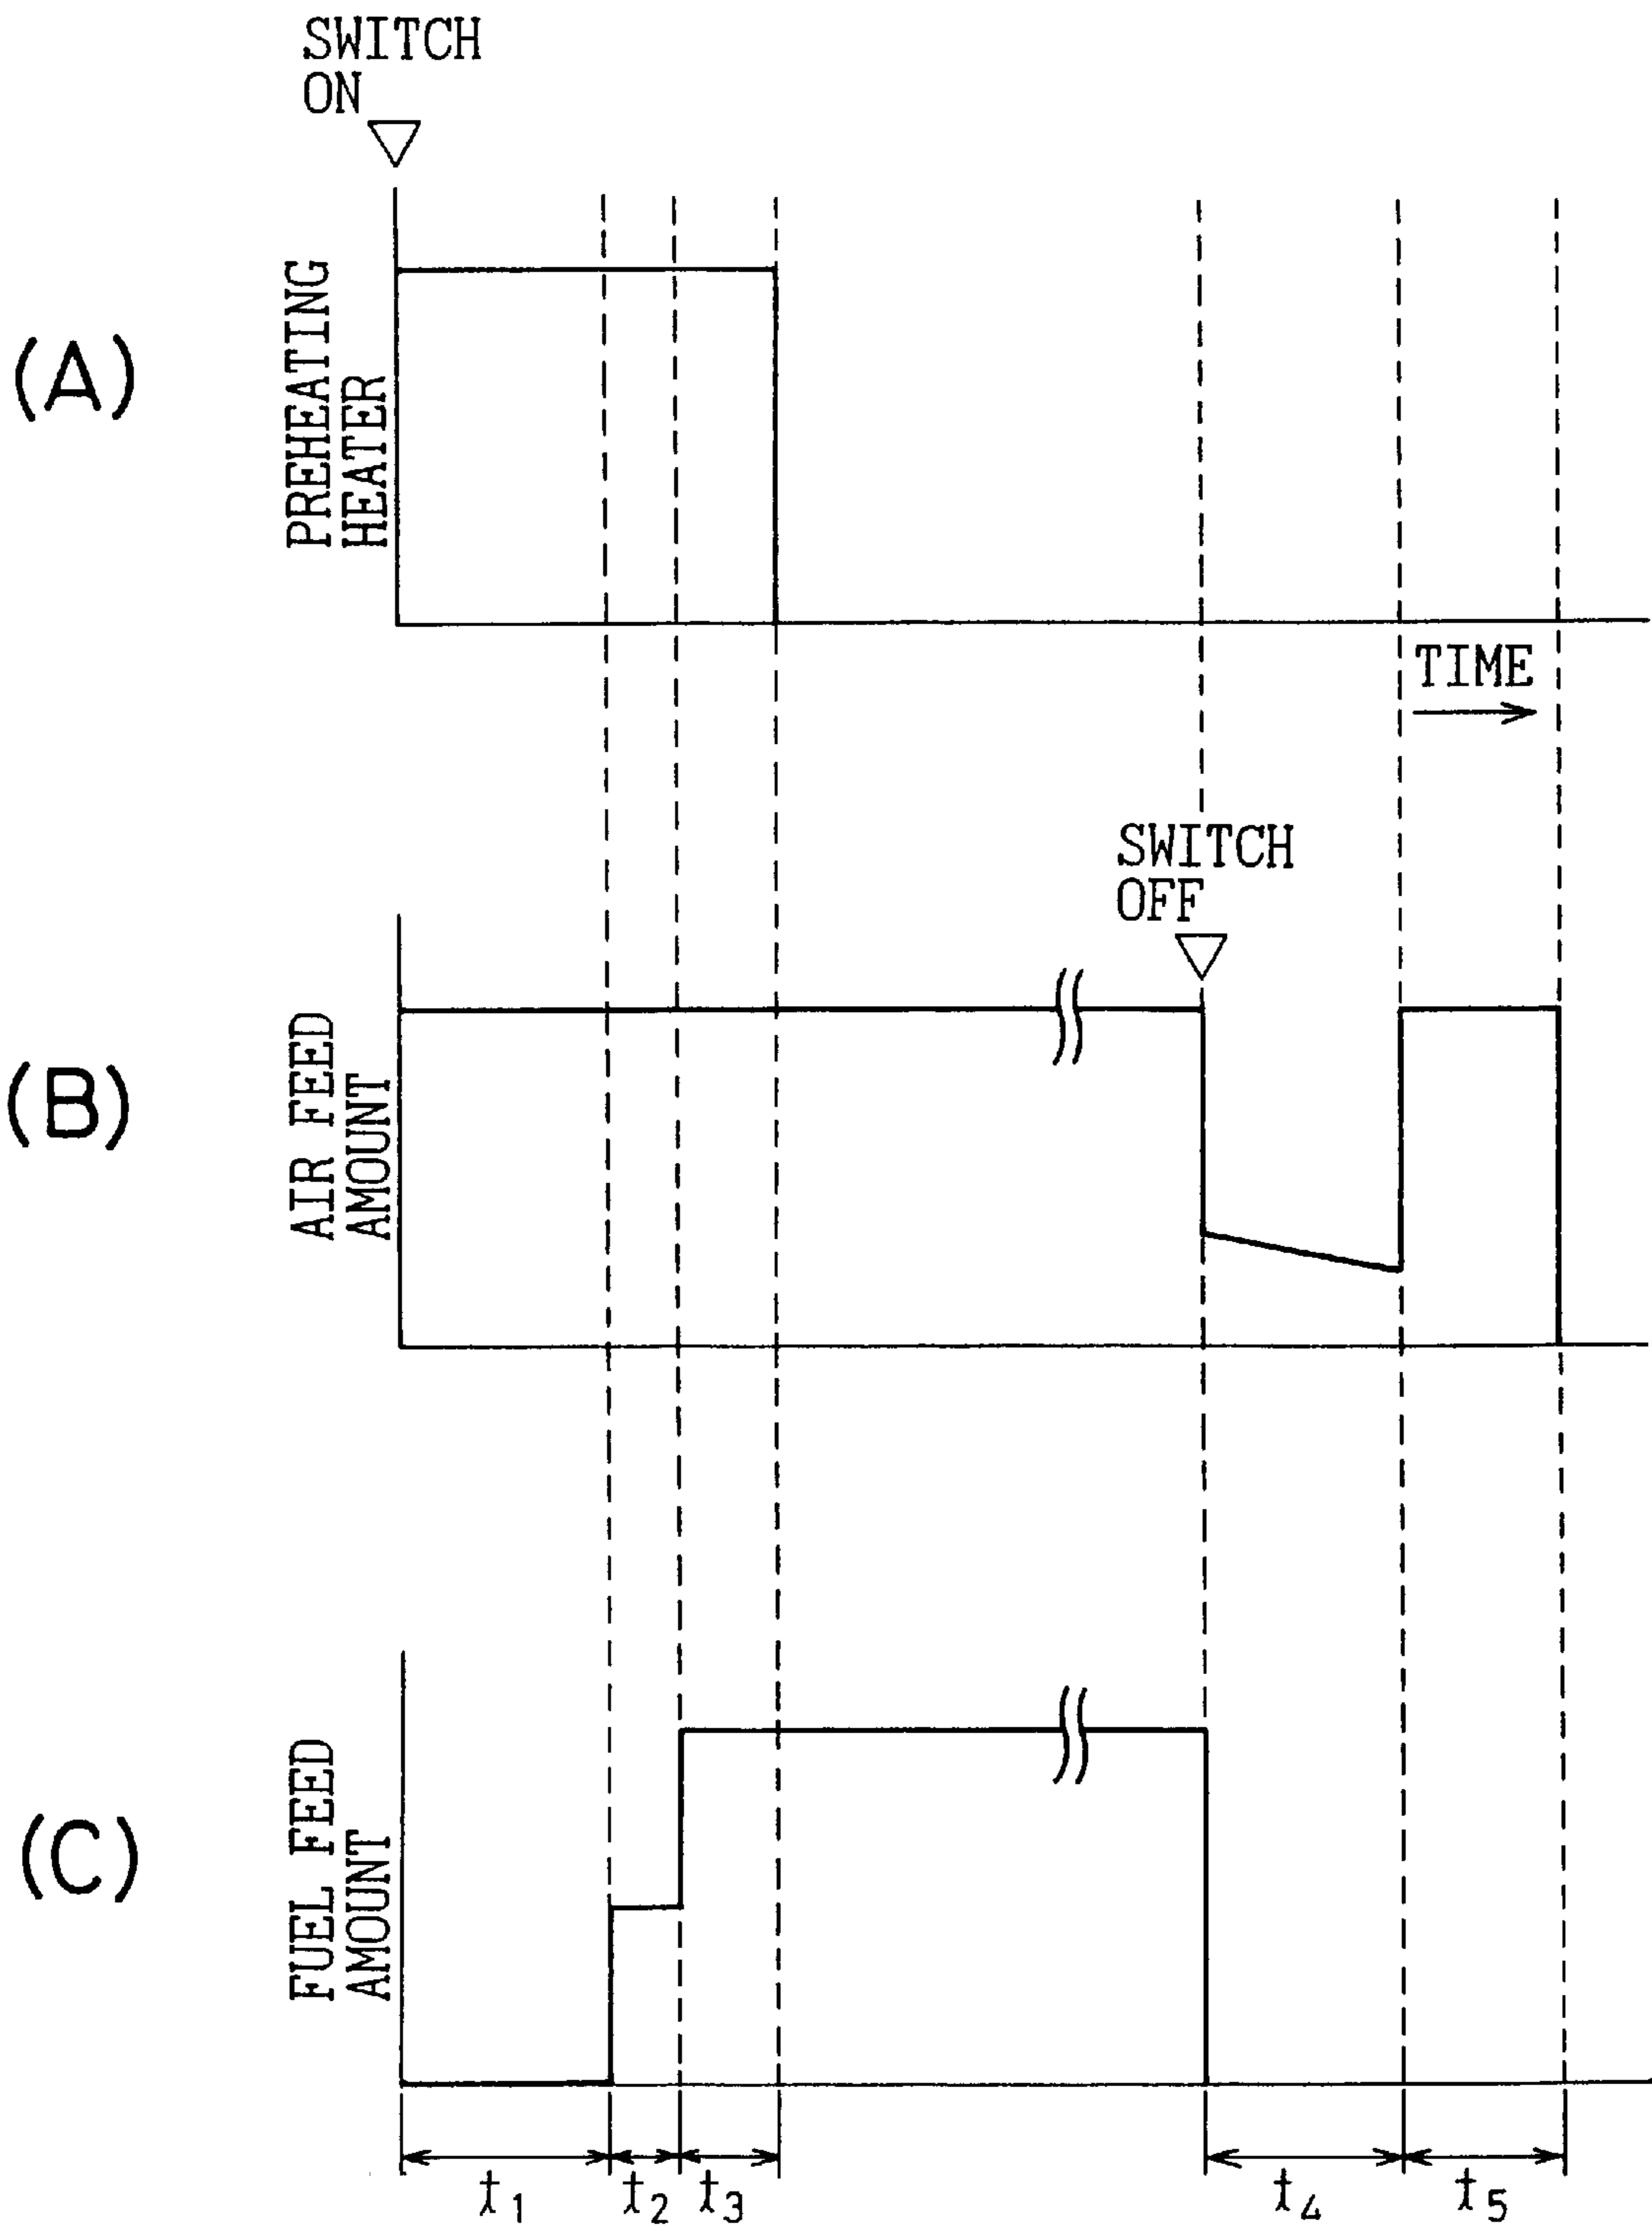 SWITCH
ON
(A)
PREHEATING
HEATER
TIME
SWITCH
OFF
(B)
AIR FEED
AMOUNT
(C)
FUEL FEED
AMOUNT
t1 t2 t3 t4 t5